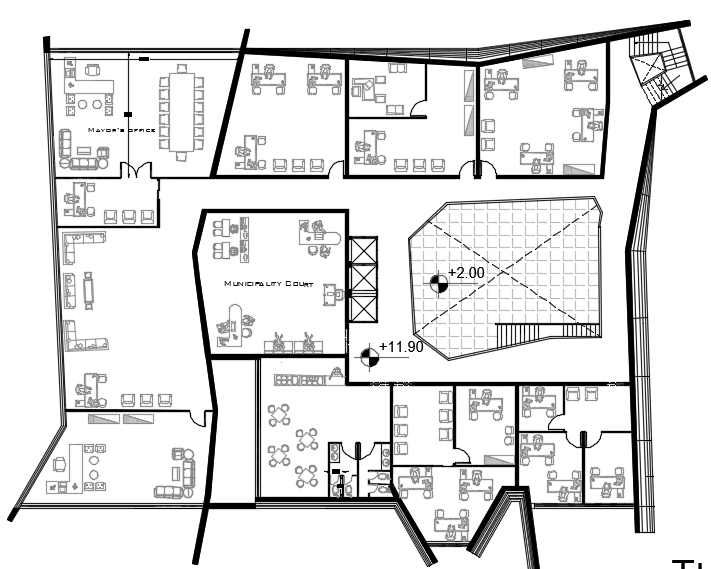 Mayor's office
+2.00
Municipality Court
+11.90